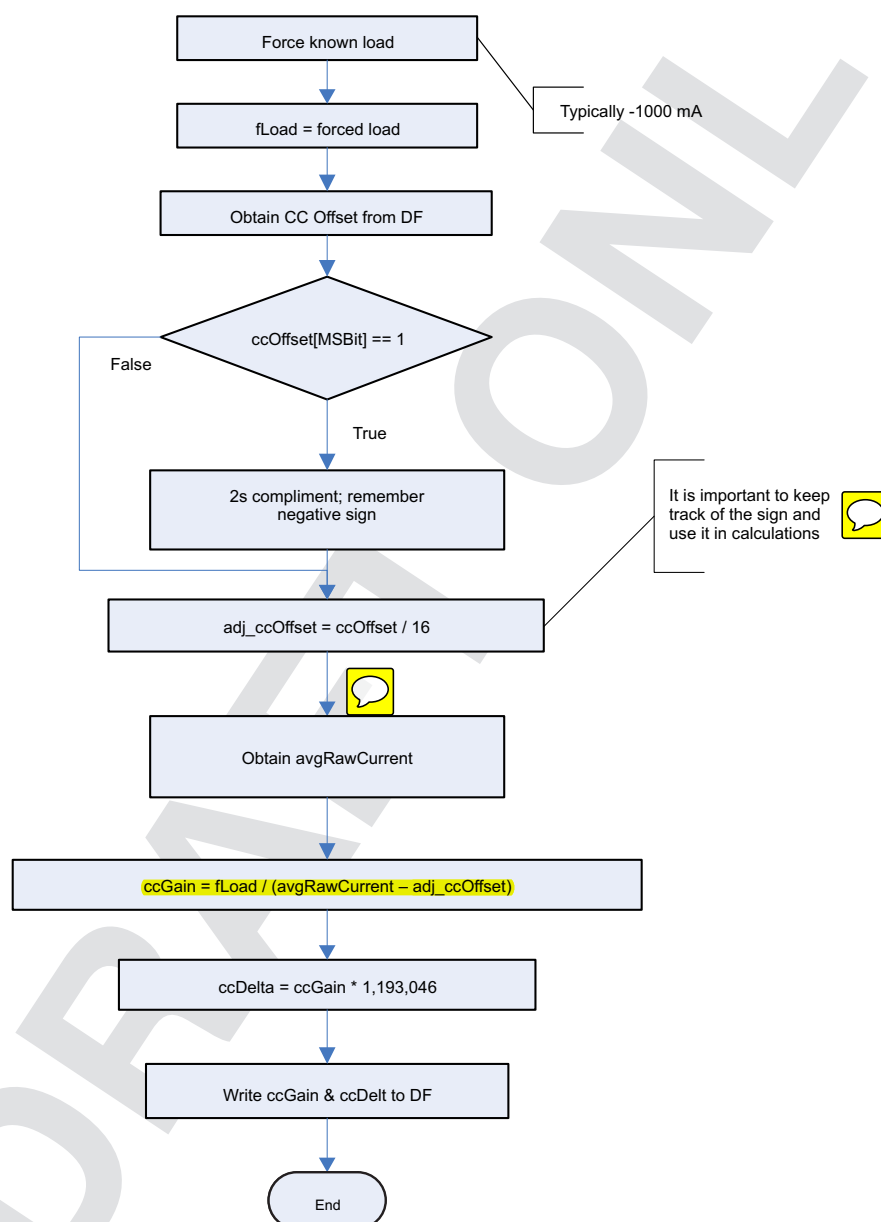 Force known load
Typically -1000 mA
fLoad = forced load
Obtain CC Offset from DF
ccOffset[MSBit] == 1
False
True
2s compliment; remember
negative sign
It is important to keep
track of the sign and
use it in calculations
adj_ccOffset = ccOffset / 16
Obtain avgRawCurrent
ccGain = fLoad / (avgRawCurrent – adj_ccOffset)
ccDelta = ccGain * 1,193,046
Write ccGain & ccDelt to DF
End
DRAFT ONL